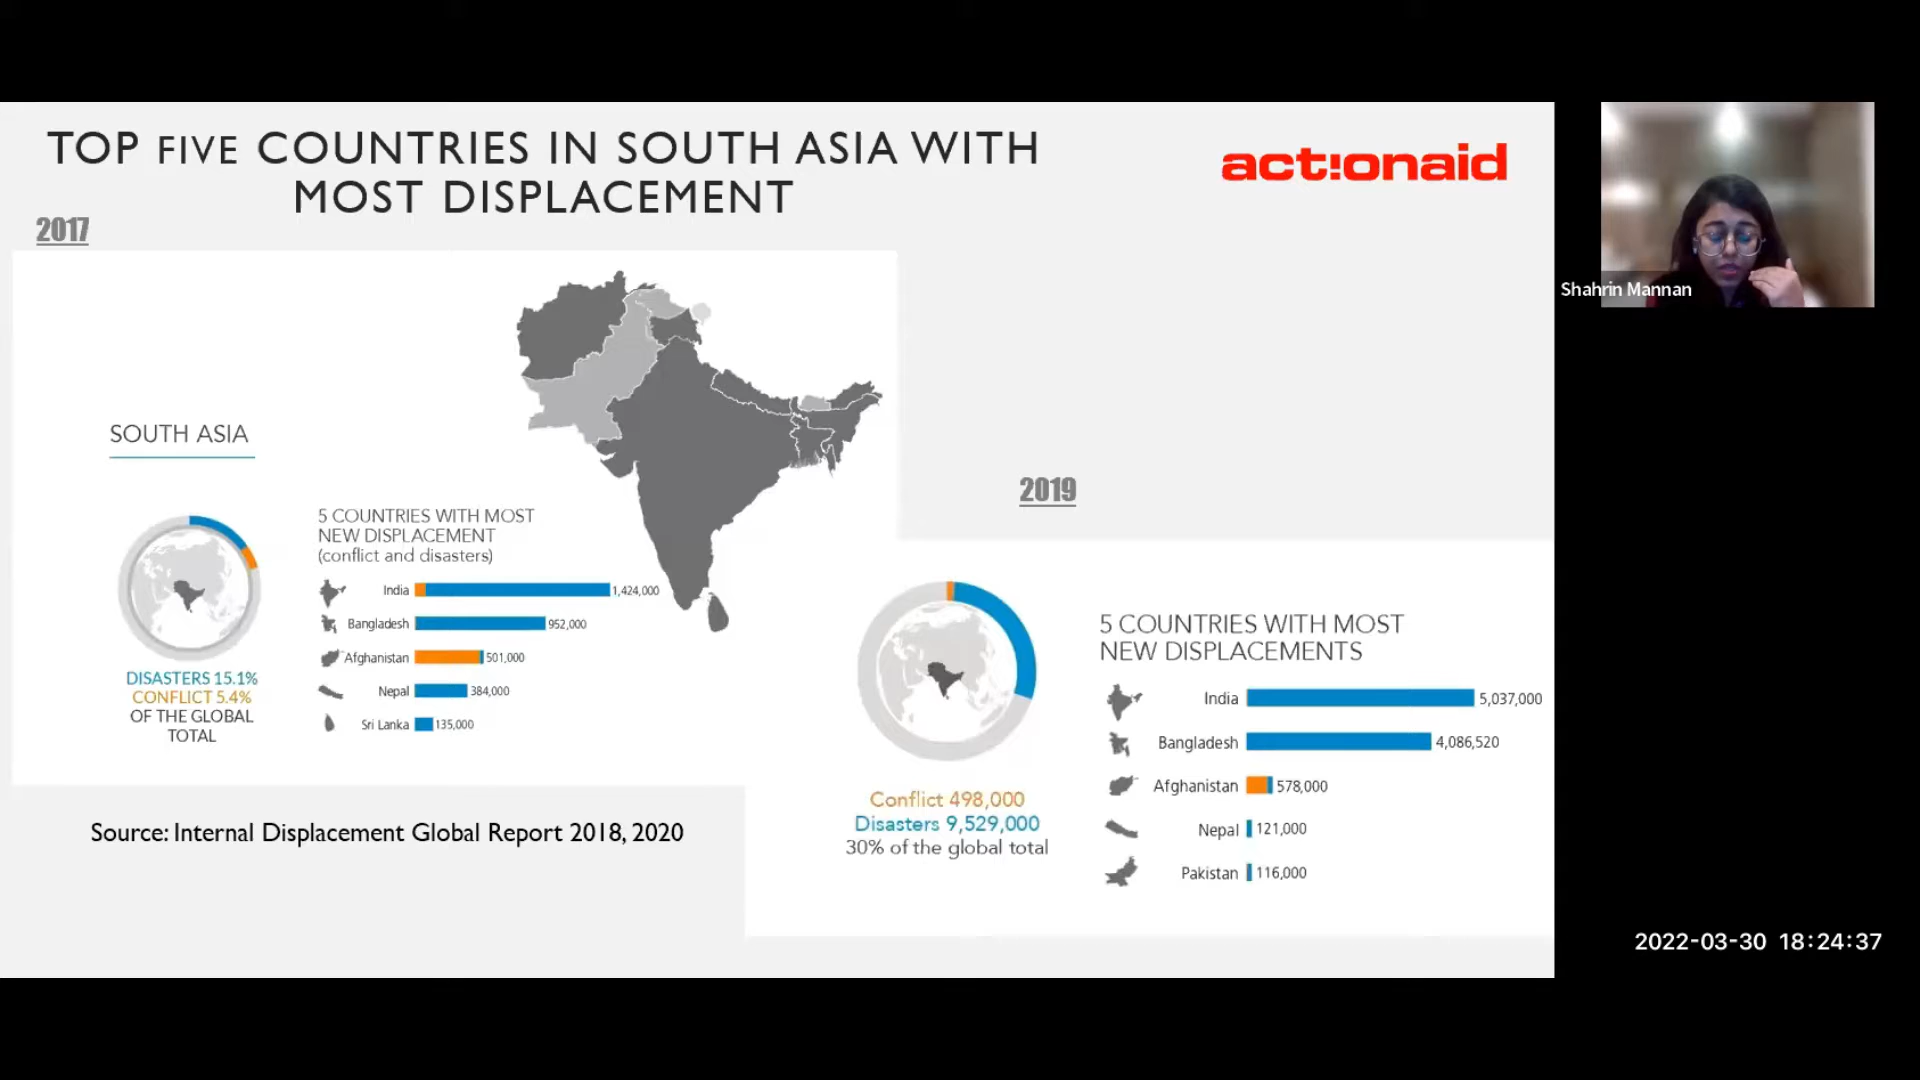 TOP FIVE COUNTRIES IN SOUTH ASIA WITH
MOST DISPLACEMENT
act!onaid
2017
SOUTH ASIA
DISASTERS 15.1%
CONFLICT 5.4%
OF THE GLOBAL
TOTAL
5 COUNTRIES WITH MOST
NEW DISPLACEMENT
(conflict and disasters)
India 1,424,000
Bangladesh 952,000
Afghanistan 501,000
Nepal 384,000
Sri Lanka 135,000
Source: Internal Displacement Global Report 2018, 2020
2019
Conflict 498,000
Disasters 9,529,000
30% of the global total
5 COUNTRIES WITH MOST
NEW DISPLACEMENTS
India 5,037,000
Bangladesh 4,086,520
Afghanistan 578,000
Nepal 121,000
Pakistan 116,000
Shahrin Mannan
2022-03-30 18:24:37